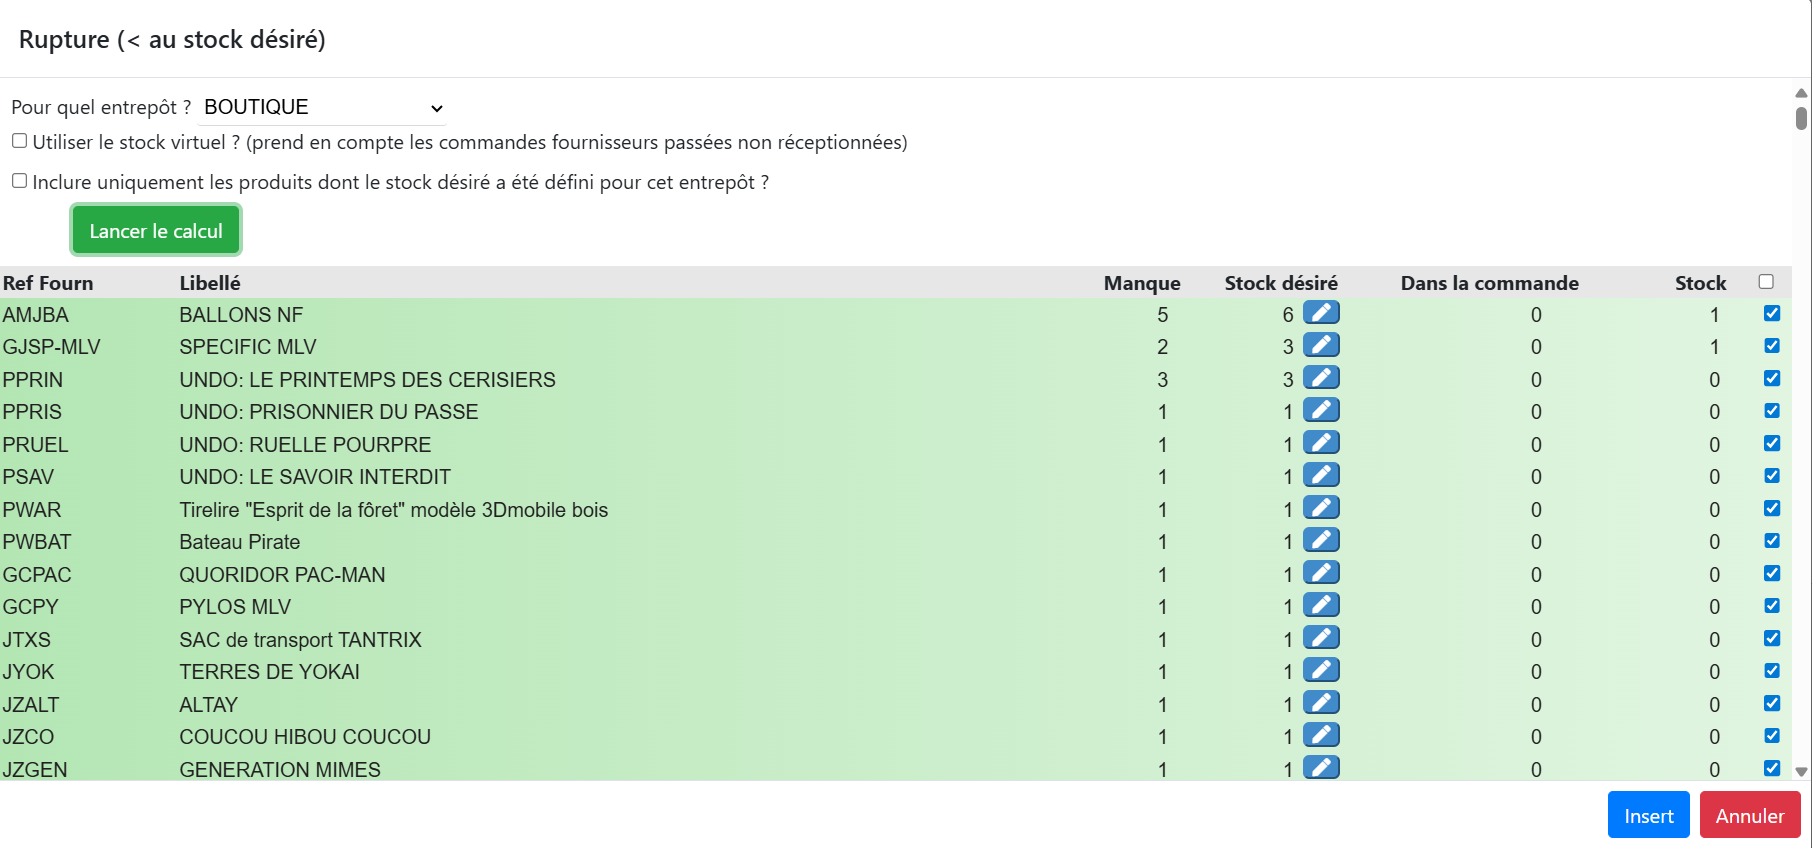 Rupture (< au stock désiré)
Pour quel entrepôt ? BOUTIQUE
Utiliser le stock virtuel ? (prend en compte les commandes fournisseurs passées non réceptionnées)
Inclure uniquement les produits dont le stock désiré a été défini pour cet entrepôt ?
Lancer le calcul
Ref Fourn Libellé Manque Stock désiré Dans la commande Stock
AMJBA BALLONS NF 5 6 0 1
GJSP-MLV SPECIFIC MLV 2 3 0 1
PPRIN UNDO: LE PRINTEMPS DES CERISIERS 3 3 0 0
PPRIS UNDO: PRISONNIER DU PASSE 1 1 0 0
PRUEL UNDO: RUELLE POURPRE 1 1 0 0
PSAV UNDO: LE SAVOIR INTERDIT 1 1 0 0
PWAR Tirelire "Esprit de la fôret" modèle 3Dmobile bois 1 1 0 0
PWBAT Bateau Pirate 1 1 0 0
GCPAC QUORIDOR PAC-MAN 1 1 0 0
GCPY PYLOS MLV 1 1 0 0
JTXS SAC de transport TANTRIX 1 1 0 0
JYOK TERRES DE YOKAI 1 1 0 0
JZALT ALTAY 1 1 0 0
JZCO COUCOU HIBOU COUCOU 1 1 0 0
JZGEN GENERATION MIMES 1 1 0 0
Insert Annuler